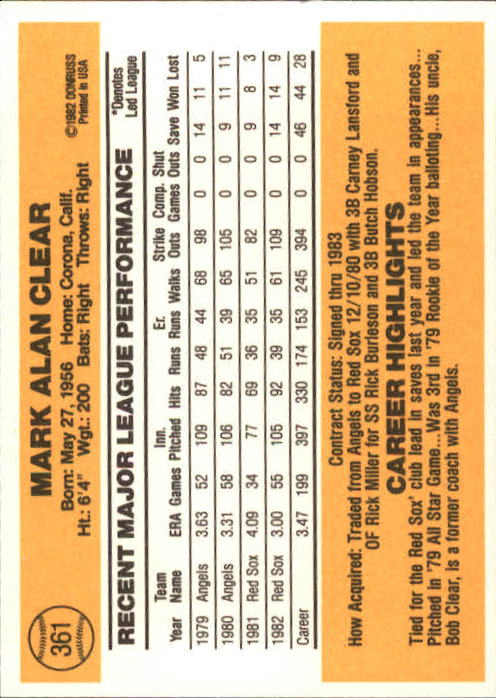 361
MARK ALAN CLEAR
Born: May 27, 1956 Home: Corona, Calif.
Ht.: 6'4" Wgt.: 200 Bats: Right Throws: Right
©1982 DONRUSS
Printed in USA
RECENT MAJOR LEAGUE PERFORMANCE
*Denotes
Led League
Team Inn. Er. Strike Comp. Shut
Year Name ERA Games Pitched Hits Runs Runs Walks Outs Games Outs Save Won Lost
1979 Angels 3.63 52 109 87 48 44 68 98 0 0 14 11 5
1980 Angels 3.31 58 106 82 51 39 65 105 0 0 9 11 11
1981 Red Sox 4.09 34 77 69 36 35 51 82 0 0 9 8 3
1982 Red Sox 3.00 55 105 92 39 35 61 109 0 0 14 14 9
Career 3.47 199 397 330 174 153 245 394 0 0 46 44 28
Contract Status: Signed thru 1983
How Acquired: Traded from Angels to Red Sox 12/10/80 with 3B Carney Lansford and
OF Rick Miller for SS Rick Burleson and 3B Butch Hobson.
CAREER HIGHLIGHTS
Tied for the Red Sox' club lead in saves last year and led the team in appearances...
Pitched in '79 All Star Game...Was 3rd in '79 Rookie of the Year balloting...His uncle,
Bob Clear, is a former coach with Angels.